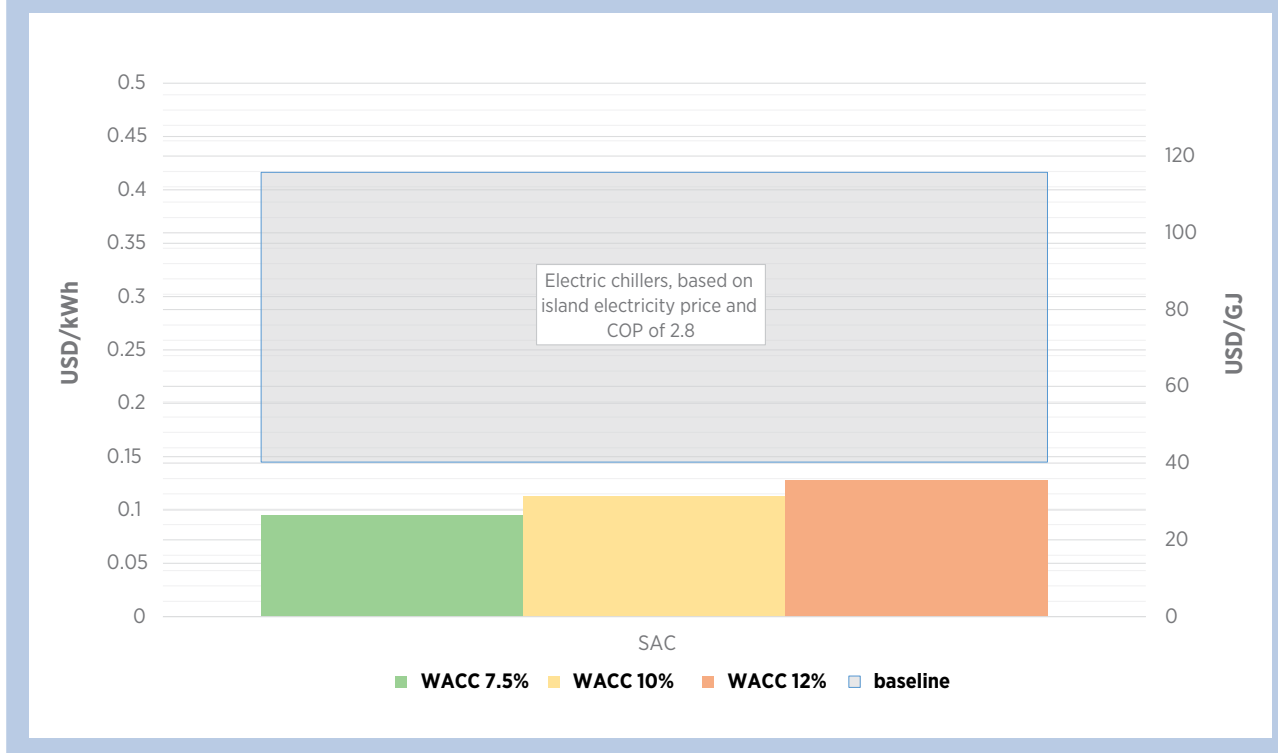 0.5
0.45
0.4
0.35
0.3
0.25
0.2
0.15
0.1
0.05
0
USD/kWh
Electric chillers, based on
island electricity price and
COP of 2.8
120
100
80
60
40
20
0
USD/GJ
SAC
WACC 7.5% WACC 10% WACC 12% baseline